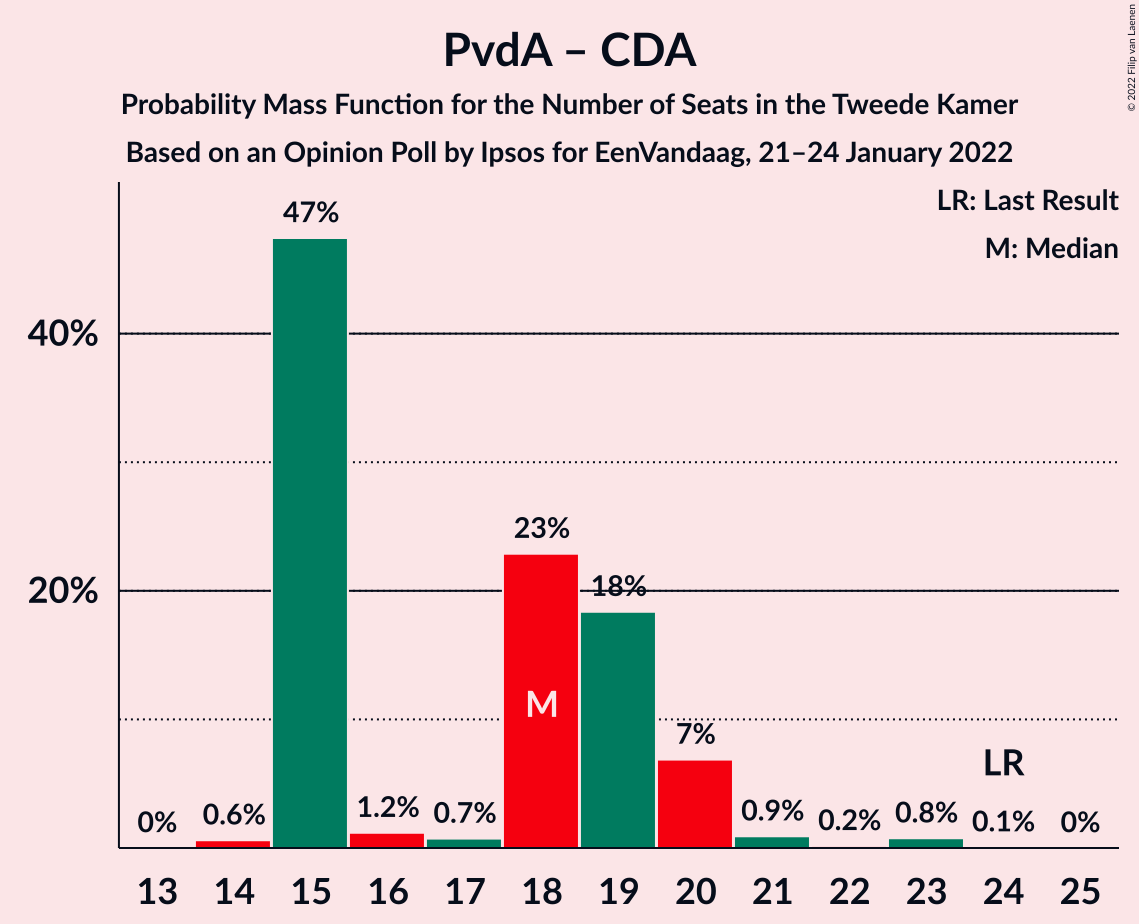 PvdA – CDA
Probability Mass Function for the Number of Seats in the Tweede Kamer
Based on an Opinion Poll by Ipsos for EenVandaag, 21–24 January 2022
© 2022 Filip van Laenen
LR: Last Result
M: Median
47%
40%
23%
20%
18%
M
7%
LR
0%
0.6%
1.2%
0.7%
0.9%
0.2%
0.8%
0.1%
0%
13 14 15 16 17 18 19 20 21 22 23 24 25